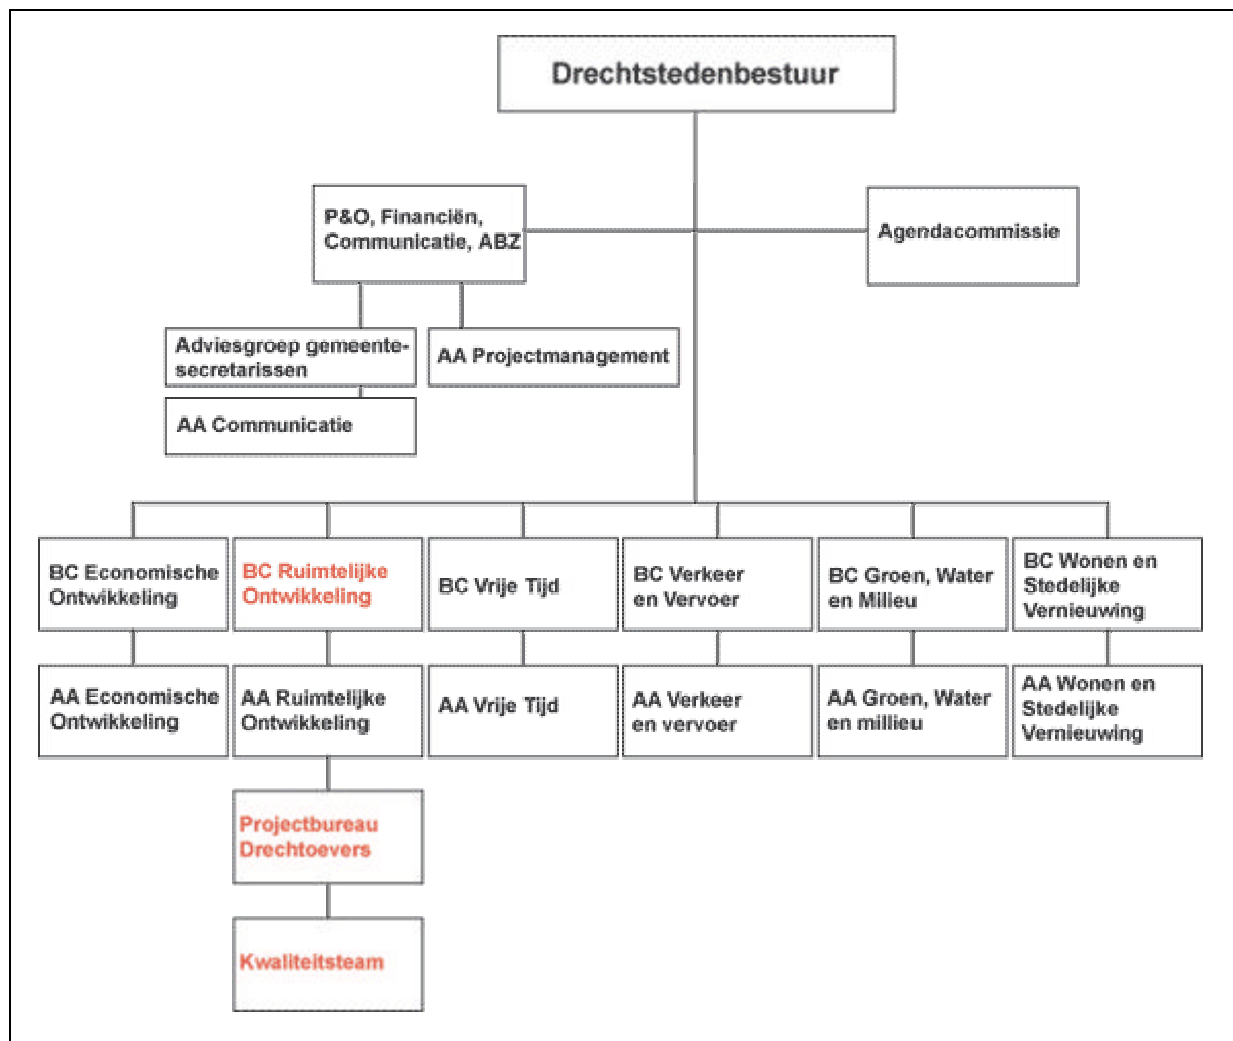 Drechtstedenbestuur
P&O, Financiën,
Communicatie, ABZ
Agendacommissie
Adviesgroep gemeente-
secretarissen
AA Projectmanagement
AA Communicatie
BC Economische
Ontwikkeling
BC Ruimtelijke
Ontwikkeling
BC Vrije Tijd
BC Verkeer
en Vervoer
BC Groen, Water
en Milieu
BC Wonen en
Stedelijke
Vernieuwing
AA Economische
Ontwikkeling
AA Ruimtelijke
Ontwikkeling
AA Vrije Tijd
AA Verkeer
en vervoer
AA Groen, Water
en millieu
AA Wonen en
Stedelijke
Vernieuwing
Projectbureau
Drechtoevers
Kwaliteitsteam